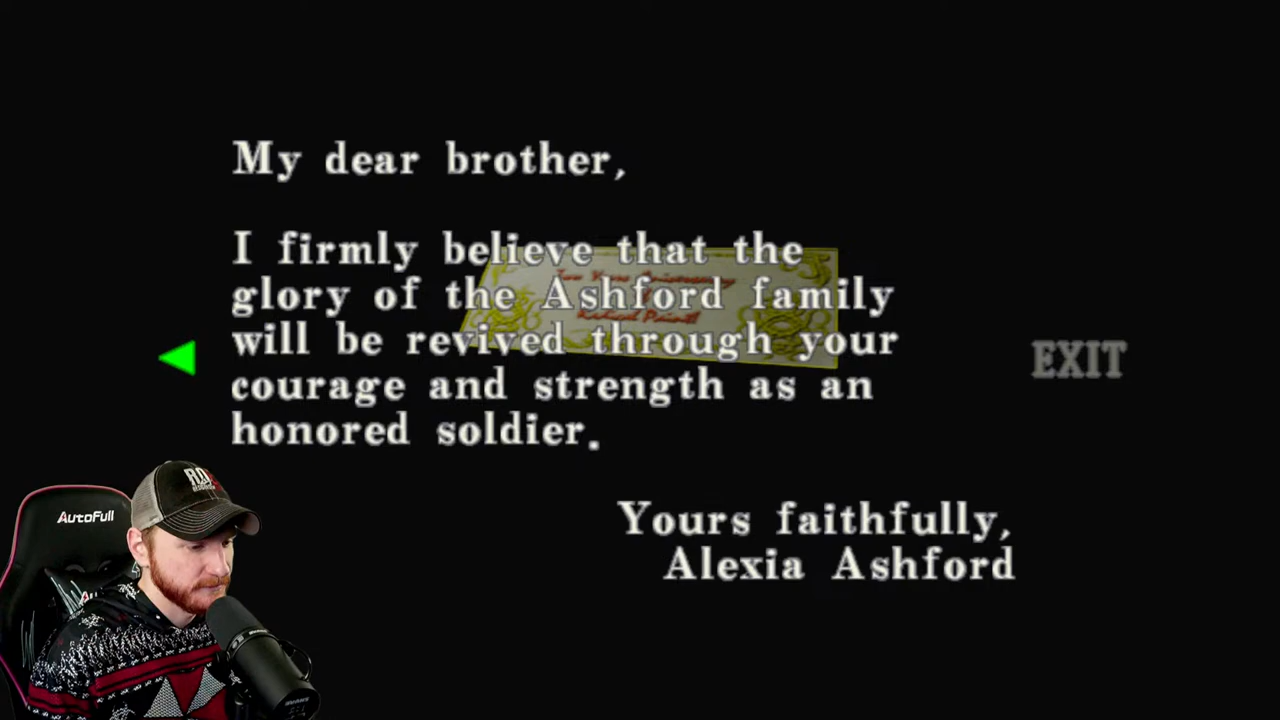 My dear brother,
I firmly believe that the
glory of the Ashford family
will be revived through your
courage and strength as an
honored soldier.
Yours faithfully,
Alexia Ashford
EXIT
AutoFull